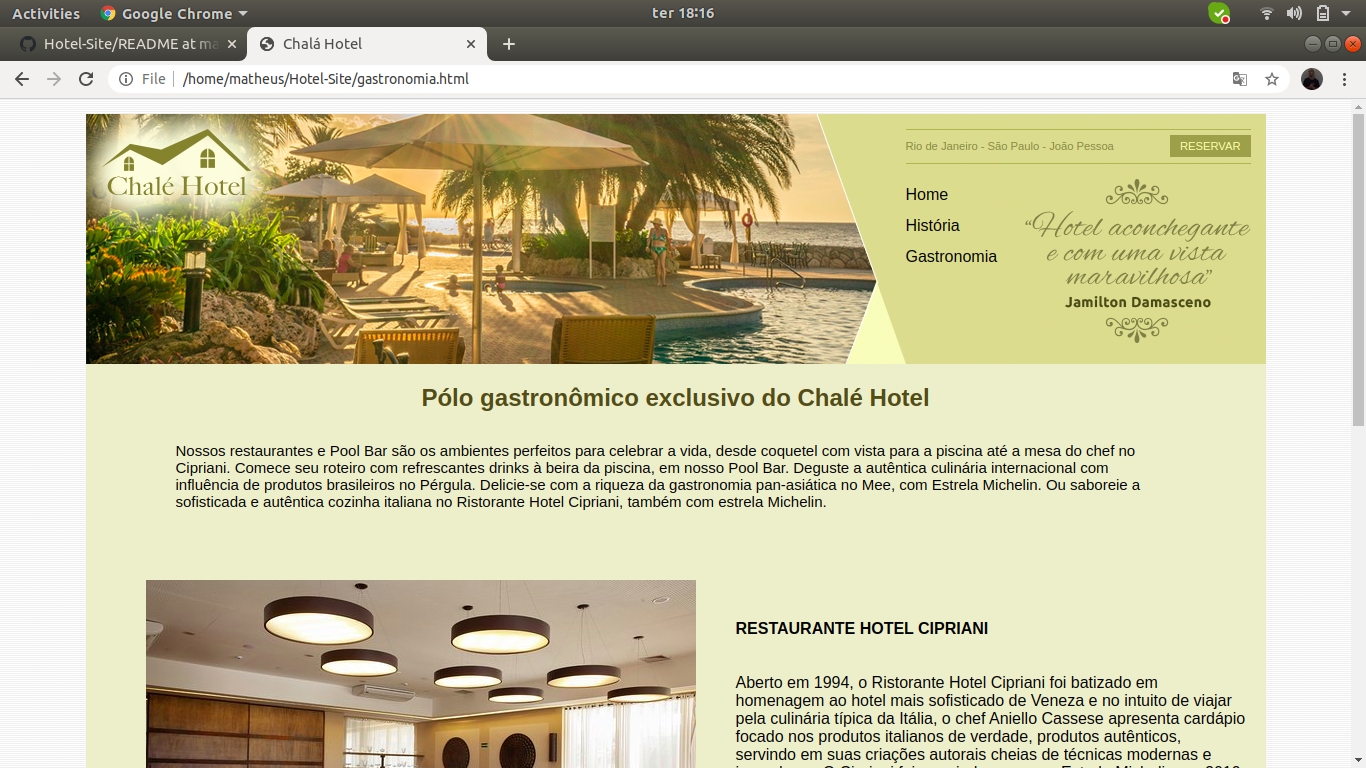 Activities
Google Chrome
ter 18:16
Hotel-Site/README at ma
Chalá Hotel
File
/home/matheus/Hotel-Site/gastronomia.html
Chalé Hotel
Rio de Janeiro - São Paulo - João Pessoa
RESERVAR
Home
História
Gastronomia
“Hotel aconchegante
e com uma vista
maravilhosa”
Jamilton Damasceno
Pólo gastronômico exclusivo do Chalé Hotel
Nossos restaurantes e Pool Bar são os ambientes perfeitos para celebrar a vida, desde coquetel com vista para a piscina até a mesa do chef no
Cipriani. Comece seu roteiro com refrescantes drinks à beira da piscina, em nosso Pool Bar. Deguste a autêntica culinária internacional com
influência de produtos brasileiros no Pérgula. Delicie-se com a riqueza da gastronomia pan-asiática no Mee, com Estrela Michelin. Ou saboreie a
sofisticada e autêntica cozinha italiana no Ristorante Hotel Cipriani, também com estrela Michelin.
RESTAURANTE HOTEL CIPRIANI
Aberto em 1994, o Ristorante Hotel Cipriani foi batizado em
homenagem ao hotel mais sofisticado de Veneza e no intuito de viajar
pela culinária típica da Itália, o chef Aniello Cassese apresenta cardápio
focado nos produtos italianos de verdade, produtos autênticos,
servindo em suas criações autorais cheias de técnicas modernas e